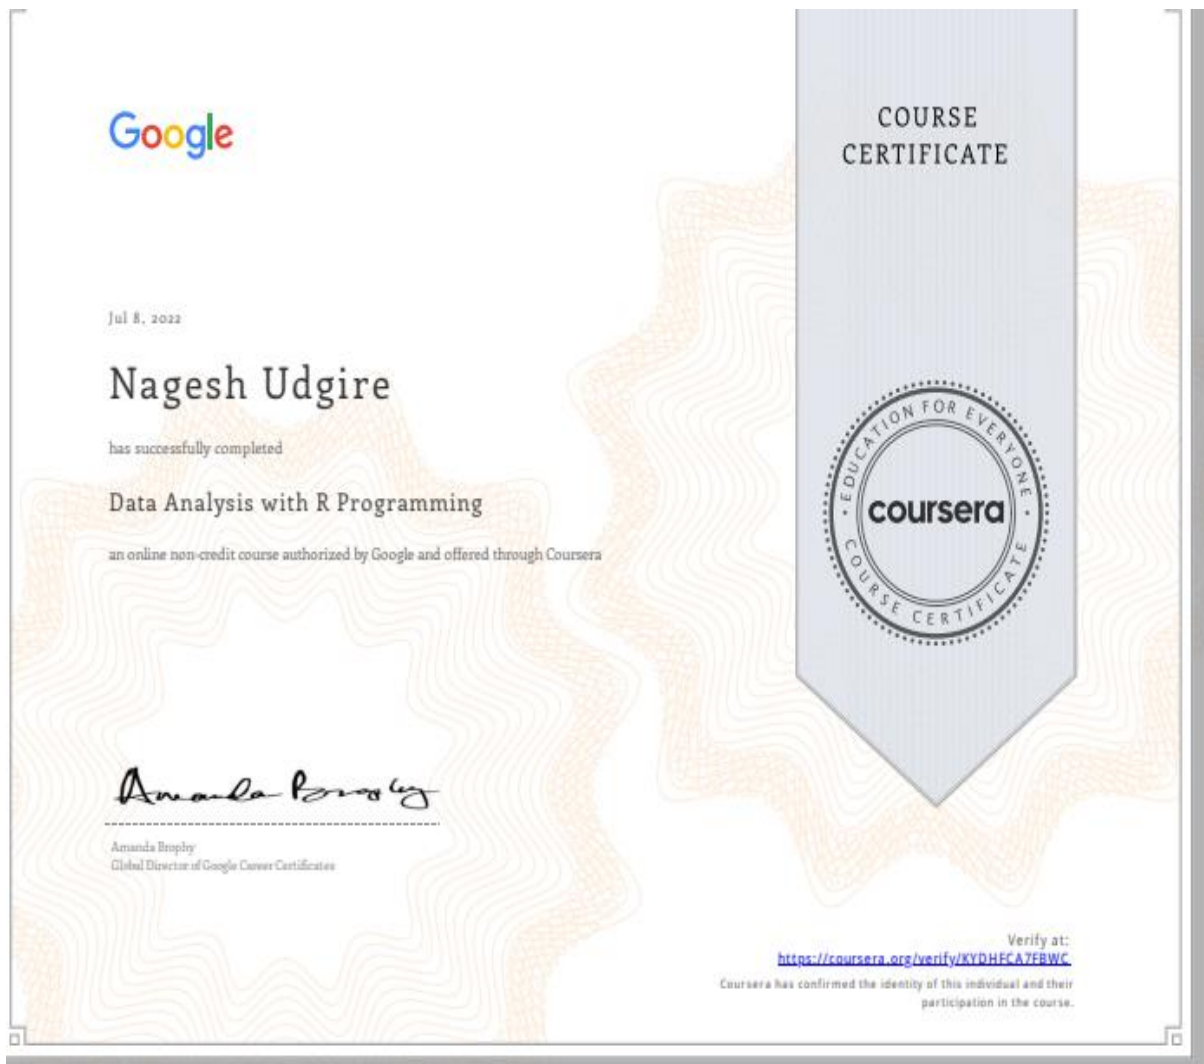 Google
COURSE
CERTIFICATE
Jul 8, 2022
Nagesh Udgire
has successfully completed
Data Analysis with R Programming
an online non-credit course authorized by Google and offered through Coursera
EDUCATION FOR EVERYONE
coursera
COURSE CERTIFICATE
Amanda Brophy
Amanda Brophy
Global Director of Google Career Certificates
Verify at:
https://coursera.org/verify/KYDHFCA7FBWC
Coursera has confirmed the identity of this individual and their
participation in the course.